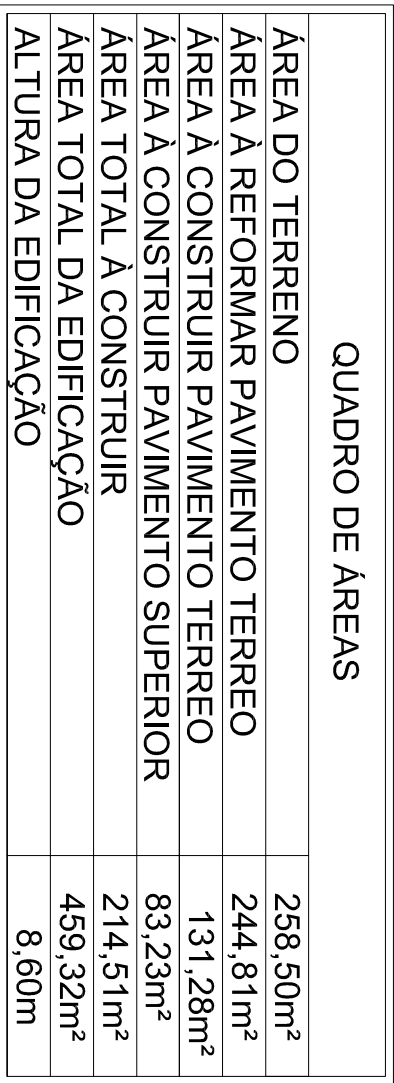 QUADRO DE ÁREAS
ÁREA DO TERRENO 258,50m²
ÁREA À REFORMAR PAVIMENTO TERREO 244,81m²
ÁREA À CONSTRUIR PAVIMENTO TERREO 131,28m²
ÁREA À CONSTRUIR PAVIMENTO SUPERIOR 83,23m²
ÁREA TOTAL À CONSTRUIR 214,51m²
ÁREA TOTAL DA EDIFICAÇÃO 459,32m²
ALTURA DA EDIFICAÇÃO 8,60m